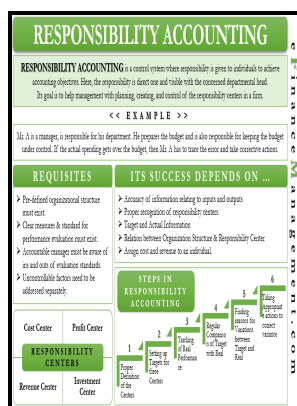 RESPONSIBILITY ACCOUNTING
RESPONSIBILITY ACCOUNTING is a control system where responsibility is given to individuals to achieve
accounting objectives. Here, the responsibility is direct one and visible with the concerned departmental head.
Its goal is to help management with planning, creating, and control of the responsibility centers in a firm.
<< EXAMPLE >>
Mr. A is a manager, is responsible for his department. He prepares the budget and is also responsible for keeping the budget
under control. If the actual spending gets over the budget, then Mr. A has to trace the error and take corrective actions.
REQUISITES
Pre-defined organizational structure
must exist.
Clear measures & standard for
performance evaluation must exist.
Accountable manager must be aware of
ins and outs of evaluation standards.
Uncontrollable factors need to be
addressed separately.
ITS SUCCESS DEPENDS ON ...
Accuracy of information relating to inputs and outputs
Proper recognition of responsibility centers.
Target and Actual Information
Relation between Organization Structure & Responsibility Center
Assign cost and revenue to an individual.
Cost Center
Profit Center
RESPONSIBILITY
CENTERS
Revenue Center
Investment
Center
STEPS IN
RESPONSIBILITY
ACCOUNTING
1
Proper
Definition
of the
Centers
2
Setting up
Targets for
these
Centers
3
Tracking
of Real
Performan
ce
4
Regular
Comparis
on of Target
with Real
5
Finding
reasons for
Variations
between
Target and
Real
6
Taking
actions to
correct
variance
eFinanceManagement.com